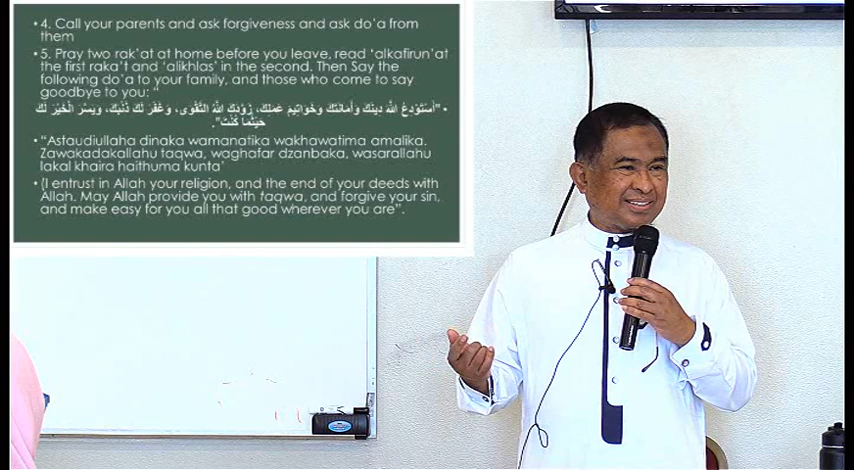 • 4. Call your parents and ask forgiveness and ask do'a from
them
• 5. Pray two rak'at at home before you leave, read 'alkafirun'at
the first raka't and 'alikhlas' in the second. Then Say the
following do'a to your family, and those who come to say
goodbye to you: "
• "أَسْتَوْدِعُ اللَّه دِينَكَ وَأَمَانَتَكَ وَخَوَاتِيمَ عَمَلِكَ، زَوَّدَكَ اللَّهُ التَّقْوَى، وَغَفَرَ لَكَ ذَنْبَكَ، وَيَسَّرَ الْخَيْرَ لَكَ
حَيْثُمَا كُنْتَ".
• "Astaudiullaha dinaka wamanatika wakhawatima amalika.
Zawakadakallahu taqwa, waghafar dzanbaka, wasarallahu
lakal khaira haithuma kunta'
• (I entrust in Allah your religion, and the end of your deeds with
Allah. May Allah provide you with taqwa, and forgive your sin,
and make easy for you all that good wherever you are".